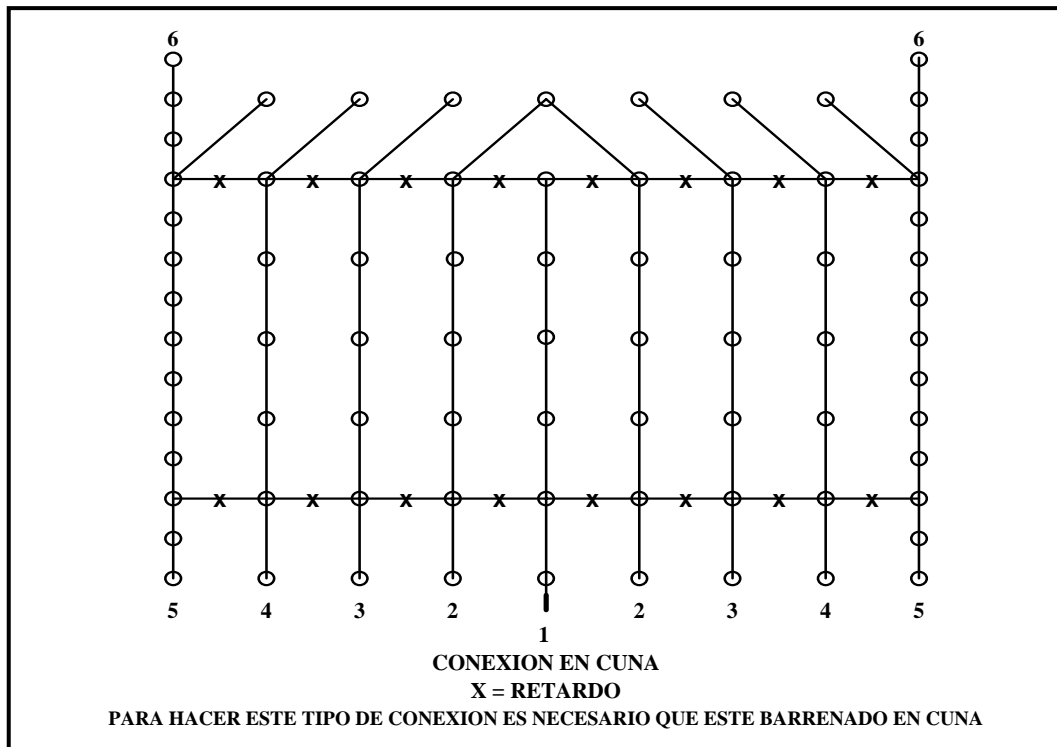 6 6
X X X X X X X X
X X X X X X X X
5 4 3 2 1 2 3 4 5
CONEXION EN CUNA
X = RETARDO
PARA HACER ESTE TIPO DE CONEXION ES NECESARIO QUE ESTE BARRENADO EN CUNA